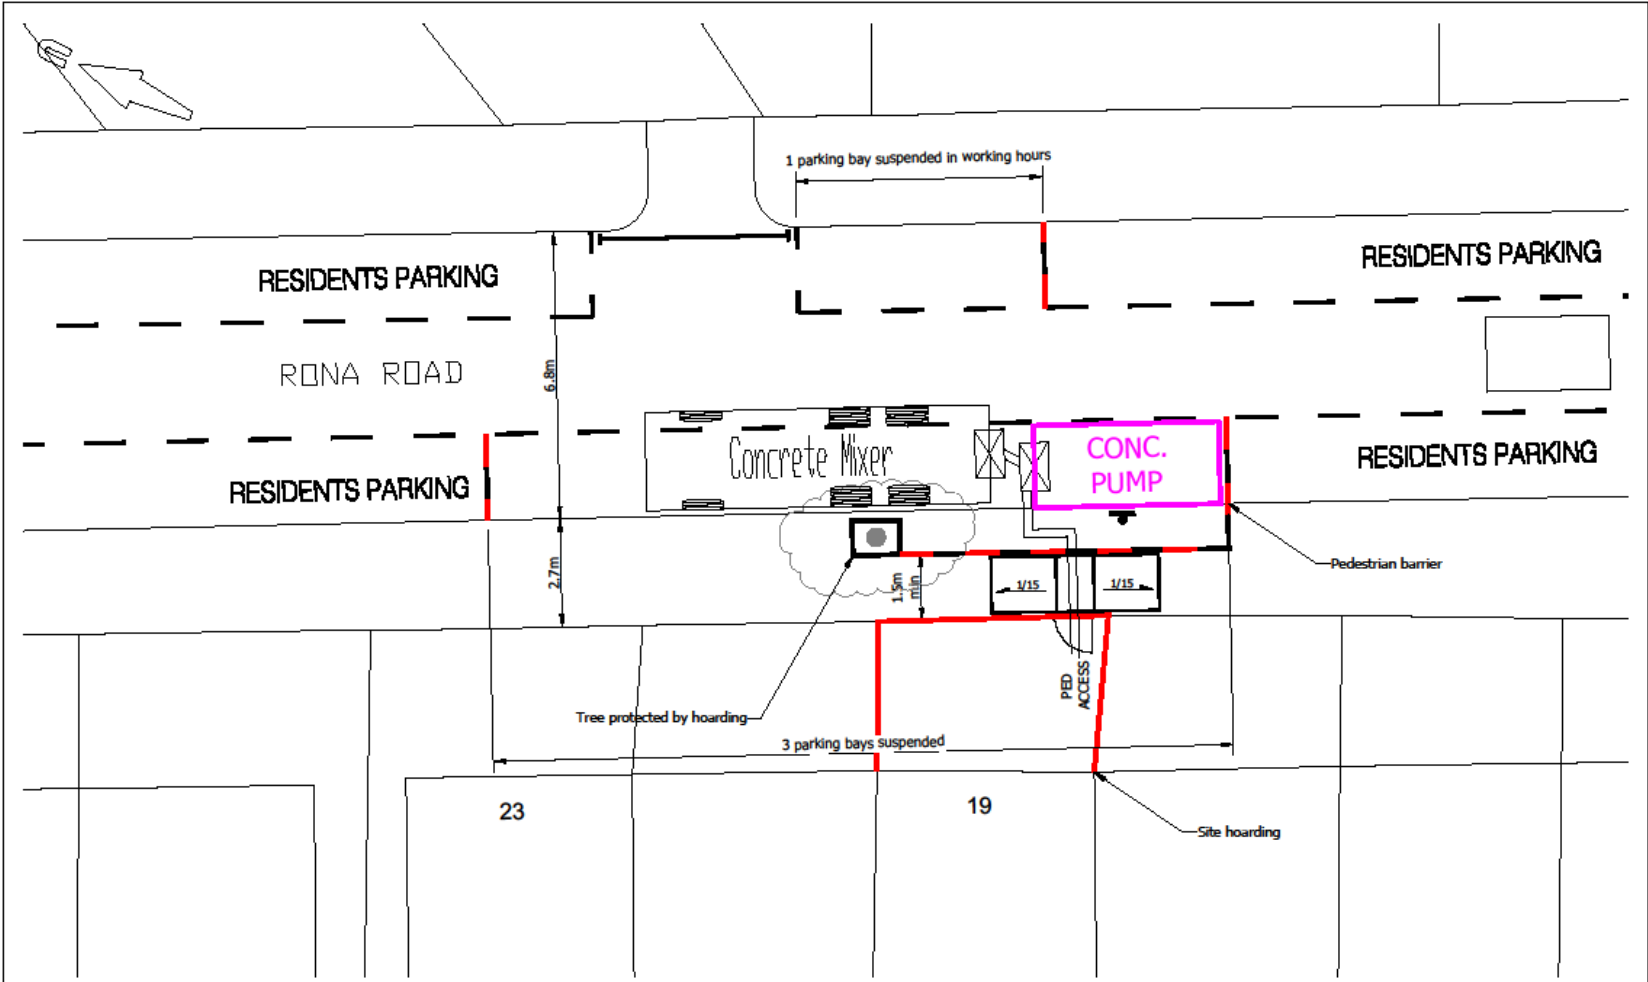 1 parking bay suspended in working hours
RESIDENTS PARKING
RESIDENTS PARKING
RONA ROAD
6.8m
Concrete Mixer
CONC.
PUMP
RESIDENTS PARKING
RESIDENTS PARKING
Pedestrian barrier
2.7m
1.5m
min
1/15
1/15
PED
ACCESS
Tree protected by hoarding
3 parking bays suspended
23
19
Site hoarding